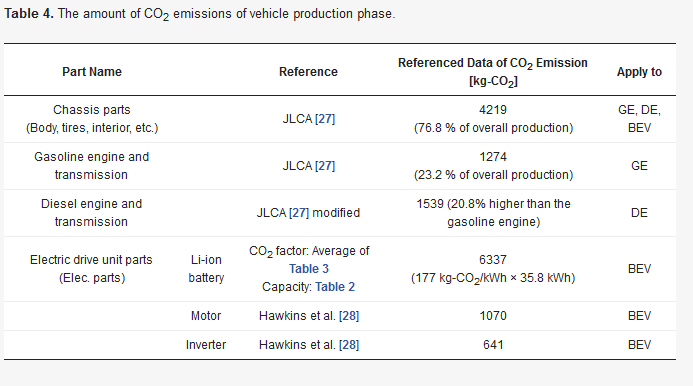 Table 4. The amount of CO2 emissions of vehicle production phase.
Part Name Reference Referenced Data of CO2 Emission [kg-CO2] Apply to
Chassis parts
(Body, tires, interior, etc.) JLCA [27] 4219
(76.8 % of overall production) GE, DE,
BEV
Gasoline engine and
transmission JLCA [27] 1274
(23.2 % of overall production) GE
Diesel engine and
transmission JLCA [27] modified 1539 (20.8% higher than the
gasoline engine) DE
Electric drive unit parts
(Elec. parts) Li-ion
battery CO2 factor: Average of
Table 3
Capacity: Table 2 6337
(177 kg-CO2/kWh × 35.8 kWh) BEV
Motor Hawkins et al. [28] 1070 BEV
Inverter Hawkins et al. [28] 641 BEV